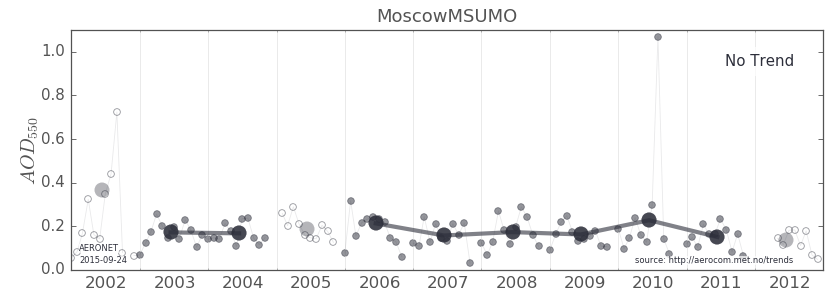 MoscowMSUMO
No Trend
AOD550
1.0
0.8
0.6
0.4
0.2
0.0
AERONET
2015-09-24
source: http://aerocom.met.no/trends
2002 2003 2004 2005 2006 2007 2008 2009 2010 2011 2012